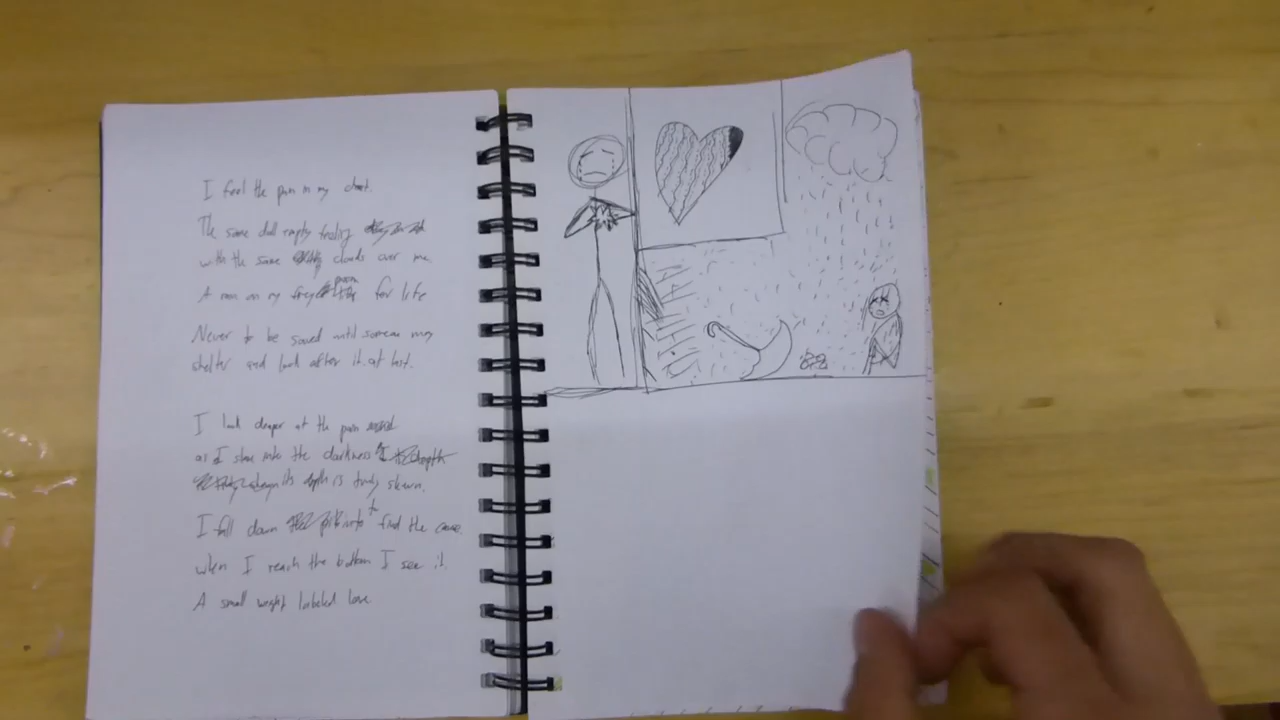 I feel the pain in my chest.
The same dull empty feeling
with the same clouds over me.
A man on my for life
Never to be saved until someone my
shelter and look after it at last.
I look deeper at the pain
as I stare into the darkness
its depth is truly shown.
I fall down to find the cause
when I reach the bottom I see it.
A small weight labeled love